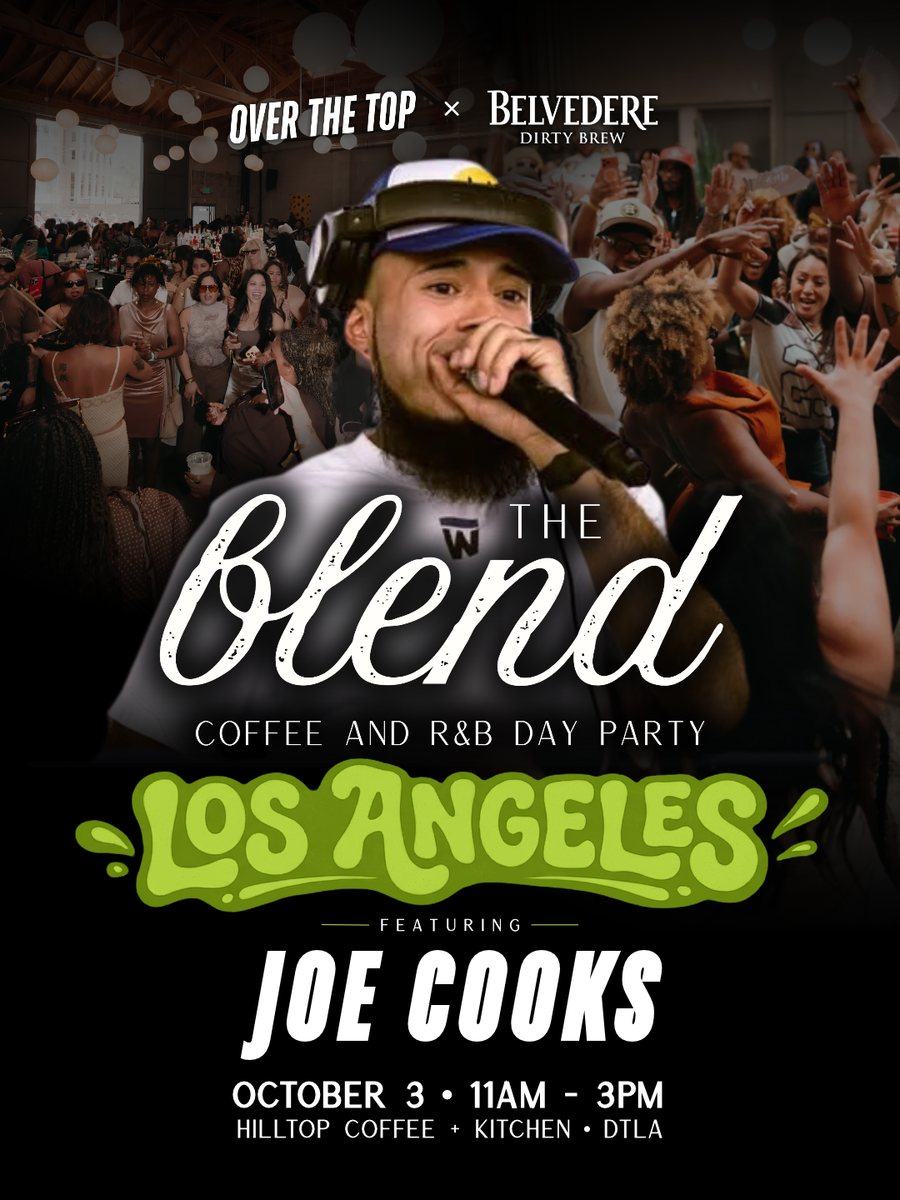 OVER THE TOP × BELVEDERE
DIRTY BREW
THE
blend
W
COFFEE AND R&B DAY PARTY
LOS ANGELES
FEATURING
JOE COOKS
OCTOBER 3 • 11AM - 3PM
HILLTOP COFFEE + KITCHEN • DTLA